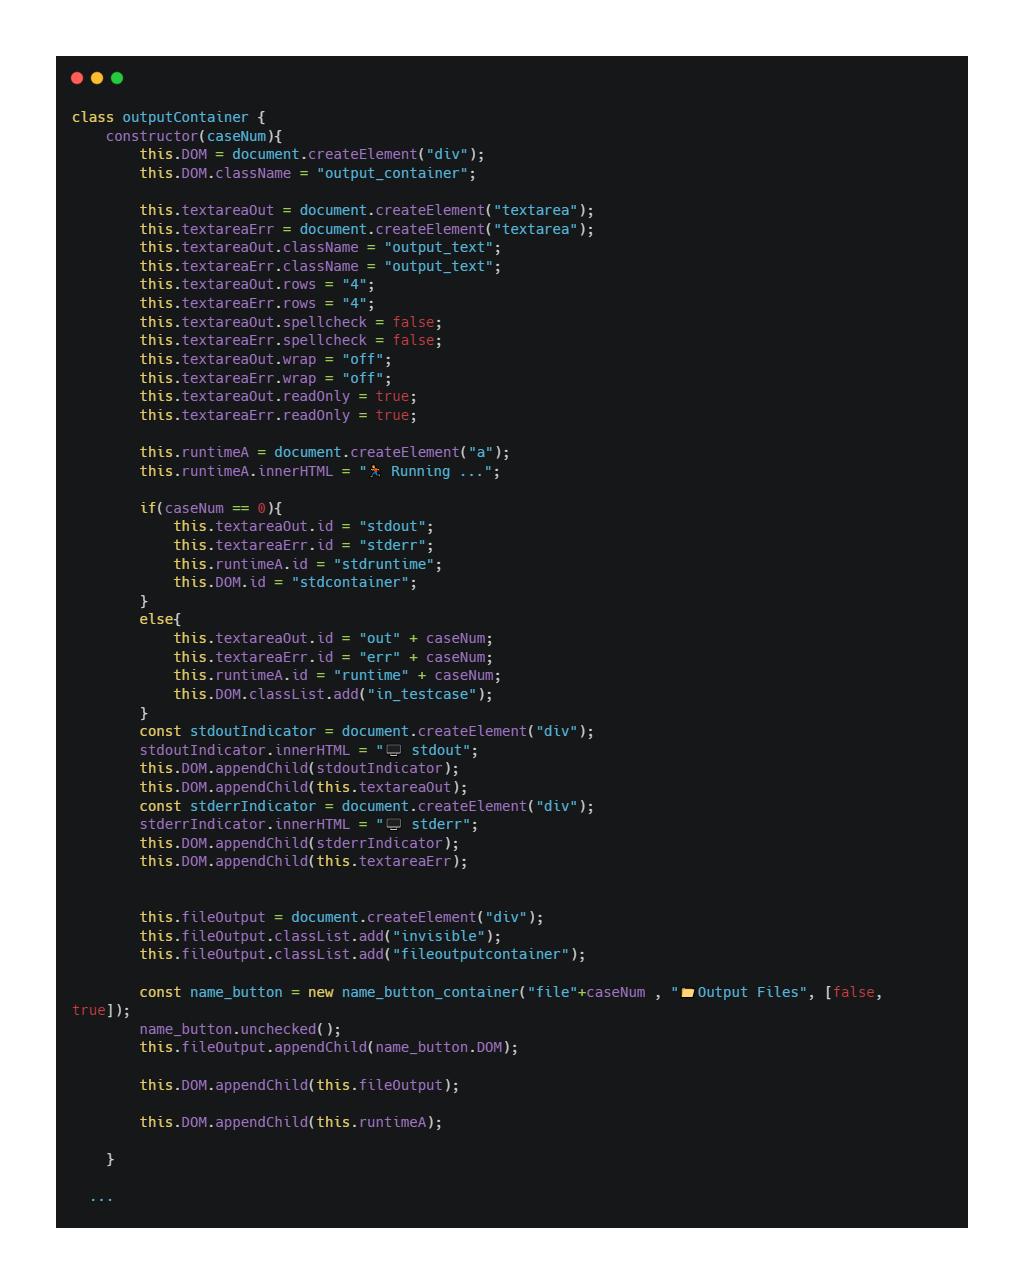 class outputContainer {
    constructor(caseNum){
        this.DOM = document.createElement("div");
        this.DOM.className = "output_container";

        this.textareaOut = document.createElement("textarea");
        this.textareaErr = document.createElement("textarea");
        this.textareaOut.className = "output_text";
        this.textareaErr.className = "output_text";
        this.textareaOut.rows = "4";
        this.textareaErr.rows = "4";
        this.textareaOut.spellcheck = false;
        this.textareaErr.spellcheck = false;
        this.textareaOut.wrap = "off";
        this.textareaErr.wrap = "off";
        this.textareaOut.readOnly = true;
        this.textareaErr.readOnly = true;

        this.runtimeA = document.createElement("a");
        this.runtimeA.innerHTML = "🏃 Running ...";

        if(caseNum == 0){
            this.textareaOut.id = "stdout";
            this.textareaErr.id = "stderr";
            this.runtimeA.id = "stdruntime";
            this.DOM.id = "stdcontainer";
        }
        else{
            this.textareaOut.id = "out" + caseNum;
            this.textareaErr.id = "err" + caseNum;
            this.runtimeA.id = "runtime" + caseNum;
            this.DOM.classList.add("in_testcase");
        }
        const stdoutIndicator = document.createElement("div");
        stdoutIndicator.innerHTML = "🖥 stdout";
        this.DOM.appendChild(stdoutIndicator);
        this.DOM.appendChild(this.textareaOut);
        const stderrIndicator = document.createElement("div");
        stderrIndicator.innerHTML = "🖥 stderr";
        this.DOM.appendChild(stderrIndicator);
        this.DOM.appendChild(this.textareaErr);


        this.fileOutput = document.createElement("div");
        this.fileOutput.classList.add("invisible");
        this.fileOutput.classList.add("fileoutputcontainer");

        const name_button = new name_button_container("file"+caseNum , "📂Output Files", [false,
true]);
        name_button.unchecked();
        this.fileOutput.appendChild(name_button.DOM);

        this.DOM.appendChild(this.fileOutput);

        this.DOM.appendChild(this.runtimeA);

    }

  ...